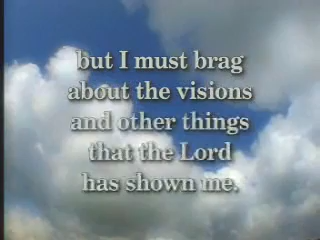 but I must brag
about the visions
and other things
that the Lord
has shown me.